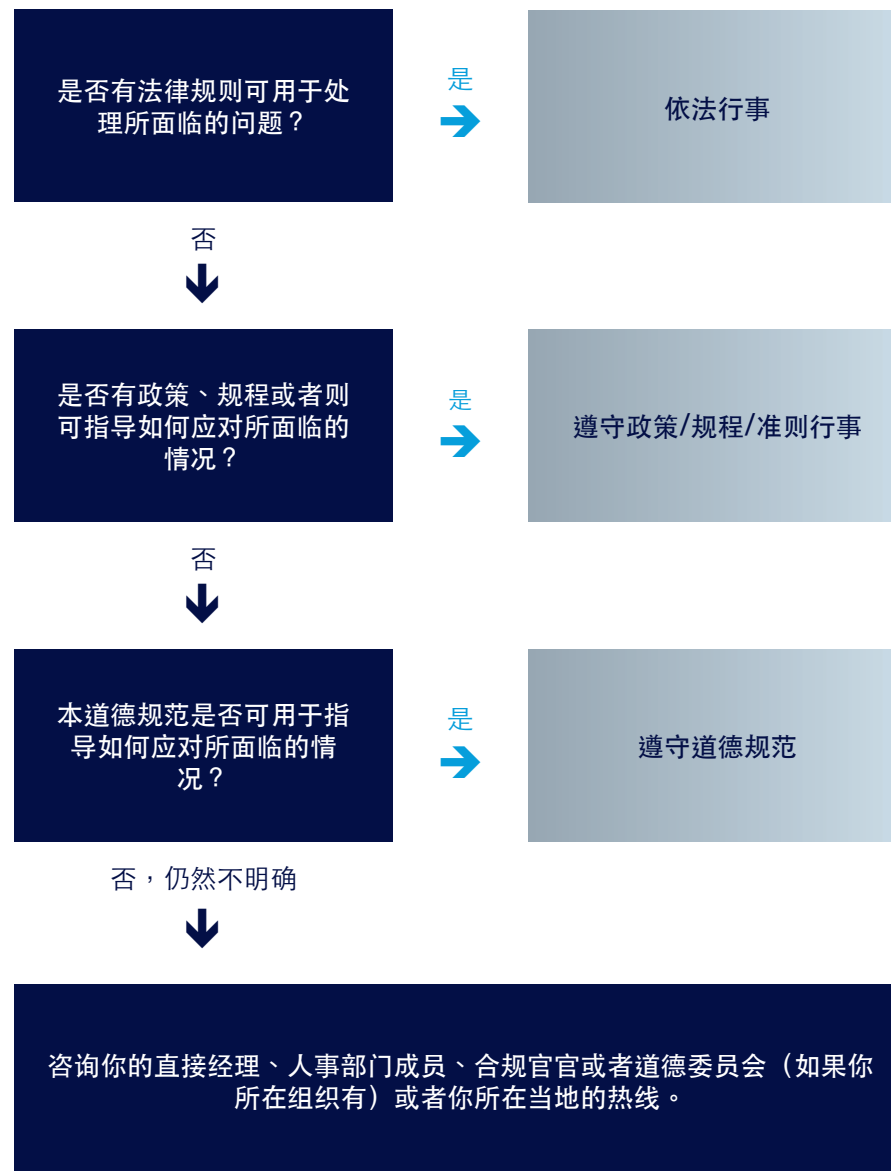 是否有法律规则可用于处
理所面临的问题？
是
依法行事
否
是否有政策、规程或者则
可指导如何应对所面临的
情况？
是
遵守政策/规程/准则行事
否
本道德规范是否可用于指
导如何应对所面临的情
况？
是
遵守道德规范
否，仍然不明确
咨询你的直接经理、人事部门成员、合规官官或者道德委员会（如果你
所在组织有）或者你所在当地的热线。